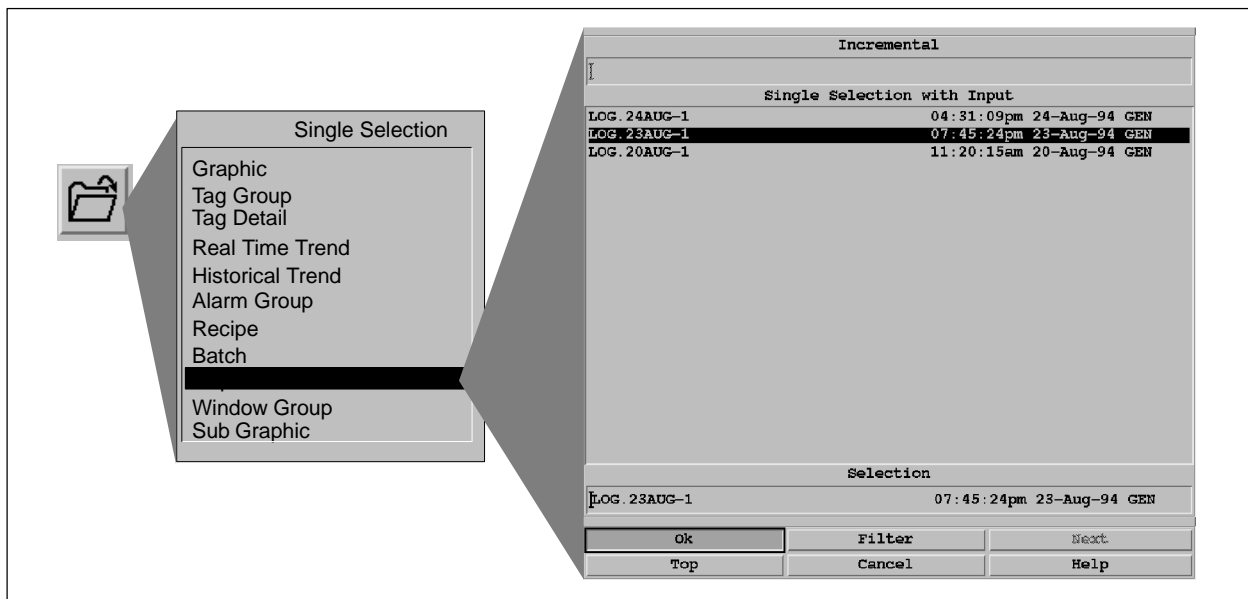 Single Selection
Graphic
Tag Group
Tag Detail
Real Time Trend
Historical Trend
Alarm Group
Recipe
Batch
Window Group
Sub Graphic
Incremental
Single Selection with Input
LOG.24AUG—1 04:31:09pm 24—Aug—94 GEN
LOG.23AUG—1 07:45:24pm 23—Aug—94 GEN
LOG.20AUG—1 11:20:15am 20—Aug—94 GEN
Selection
LOG.23AUG—1 07:45:24pm 23—Aug—94 GEN
Ok Filter Next
Top Cancel Help